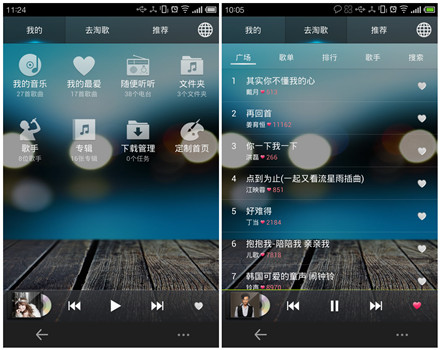 11:24
我的 去淘歌 推荐
我的音乐 我的最爱 随便听听 文件夹
27首歌曲 17首歌曲 38个电台 3个文件夹
歌手 专辑 下载管理 定制首页
8位歌手 16张专辑 0个任务
10:05
我的 去淘歌 推荐
广场 歌单 排行 歌手 搜索
1 其实你不懂我的心
戴月
2 再回首
姜育恒 11162
3 你一下我一下
266
4 点到为止(一起又看流星雨插曲)
江映蓉 851
5 好难得
丁当 2184
6 抱抱我-陪陪我 亲亲我
儿歌 7838
7 韩国可爱的童声 闹钟铃
铃声 8970